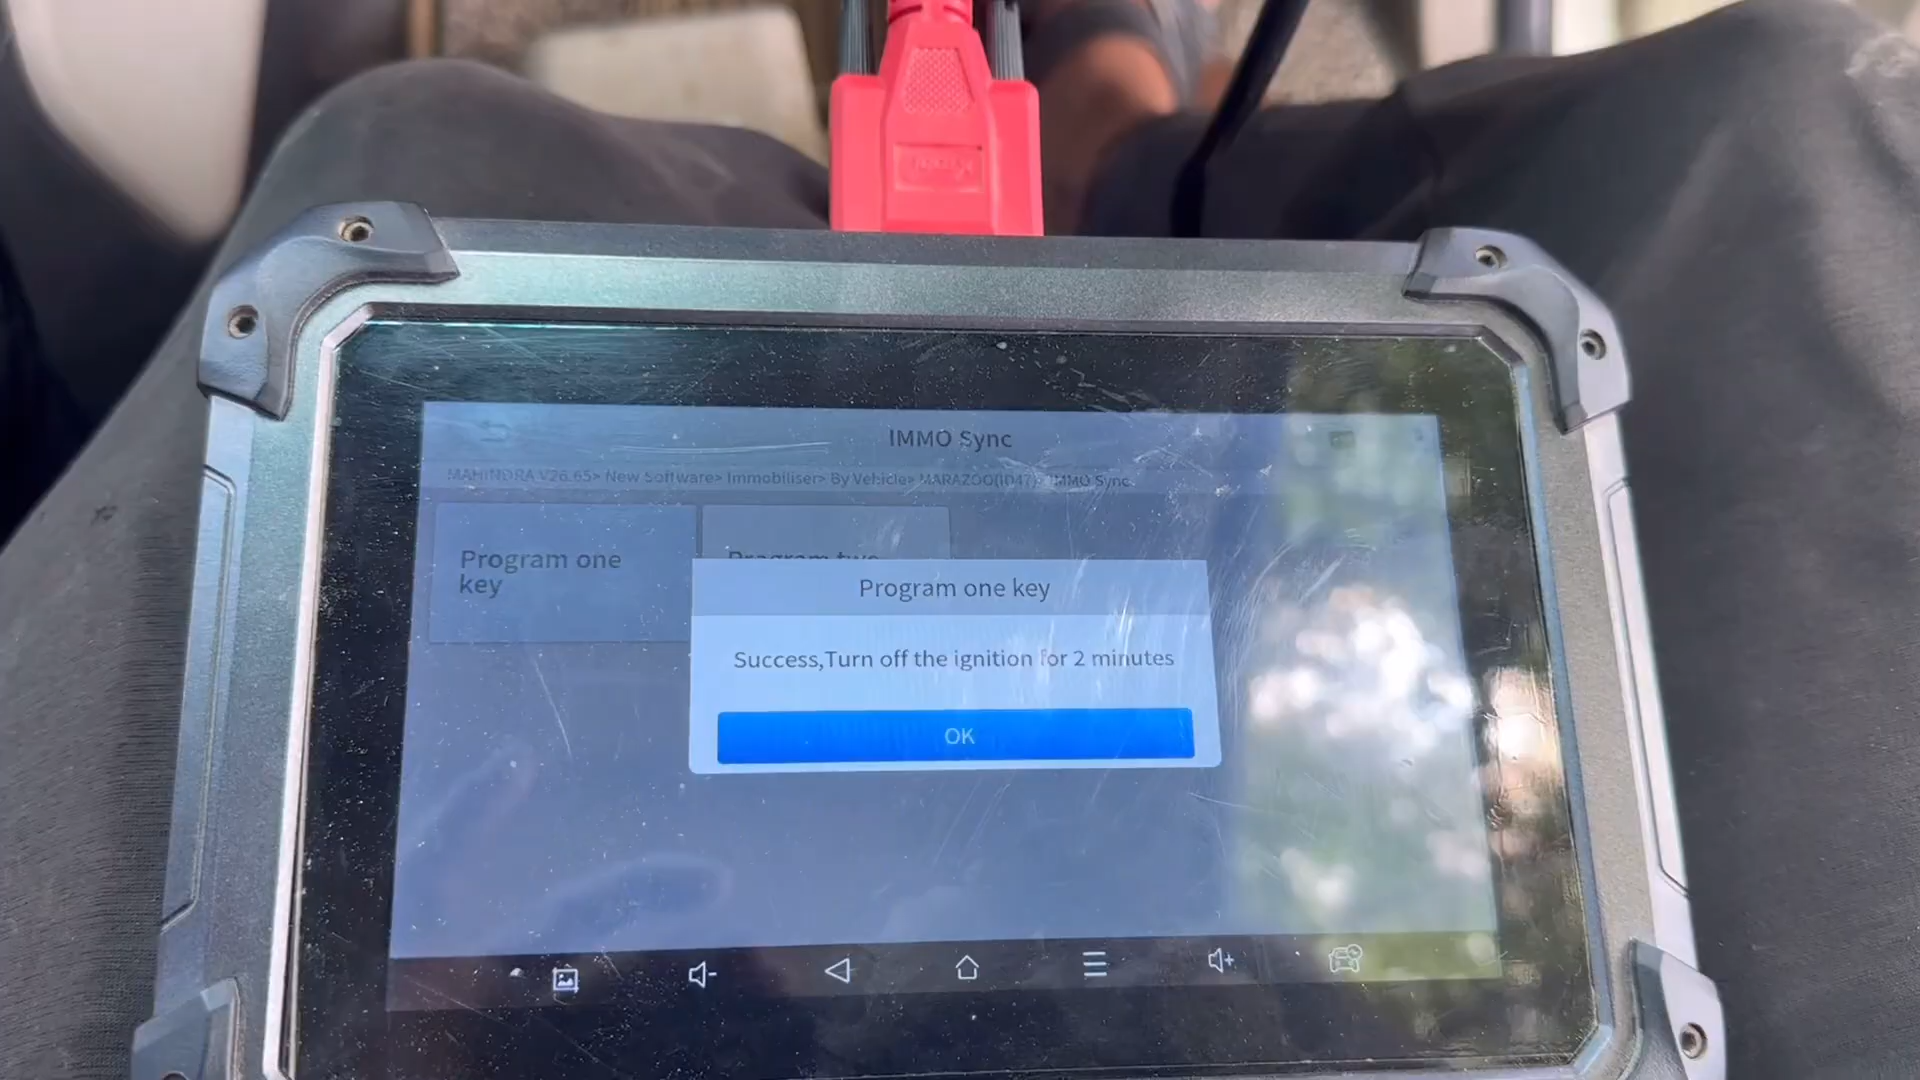 IMMO Sync
MAHINDRA V26.65> New Software> Immobiliser> By Vehicle> MARAZOO(ID47)> IMMO Sync
Program one
key
Program two
Program one key
Success,Turn off the ignition for 2 minutes
OK